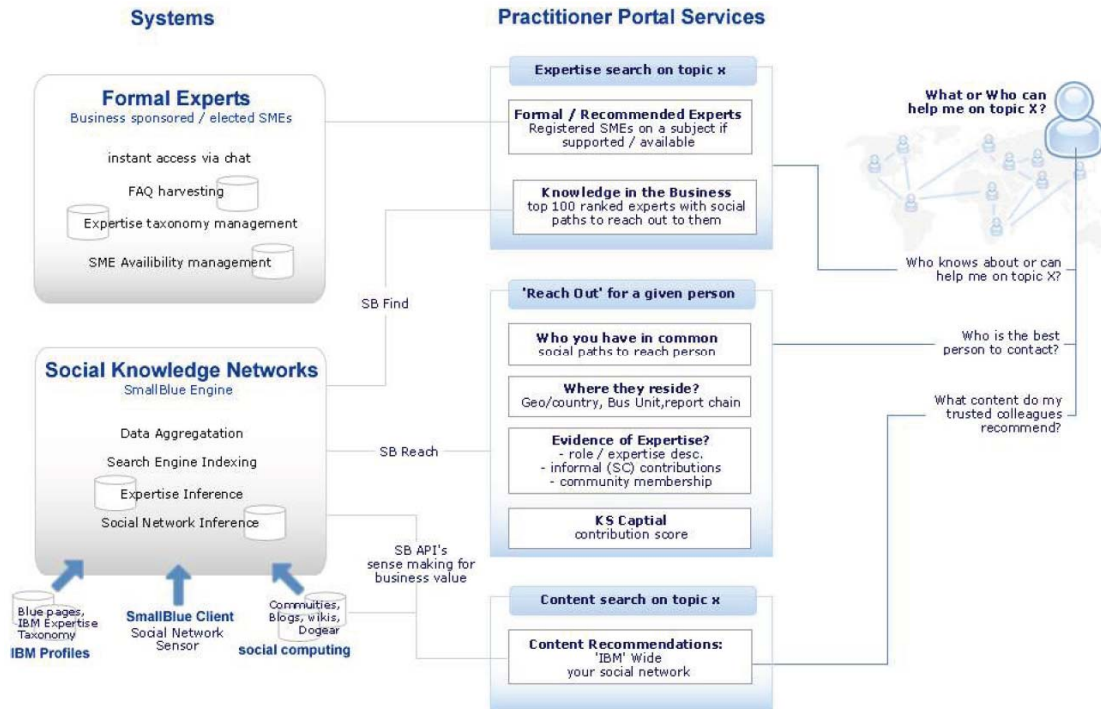 Systems
Practitioner Portal Services
Formal Experts
Business sponsored / elected SMEs
instant access via chat
FAQ harvesting
Expertise taxonomy management
SME Availibility management
SB Find
Social Knowledge Networks
SmallBlue Engine
Data Aggregatation
Search Engine Indexing
Expertise Inference
Social Network Inference
SB Reach
SB API's
sense making for
business value
Blue pages,
IBM Expertise
Taxonomy
IBM Profiles
SmallBlue Client
Social Network
Sensor
Commuities,
Blogs, wikis,
Dogear
social computing
Expertise search on topic x
Formal / Recommended Experts
Registered SMEs on a subject if
supported / available
Knowledge in the Business
top 100 ranked experts with social
paths to reach out to them
'Reach Out' for a given person
Who you have in common
social paths to reach person
Where they reside?
Geo/country, Bus Unit,report chain
Evidence of Expertise?
- role / expertise desc.
- informal (SC) contributions
- community membership
KS Captial
contribution score
Content search on topic x
Content Recommendations:
'IBM' Wide
your social network
What or Who can
help me on topic X?
Who knows about or can
help me on topic X?
Who is the best
person to contact?
What content do my
trusted colleagues
recommend?